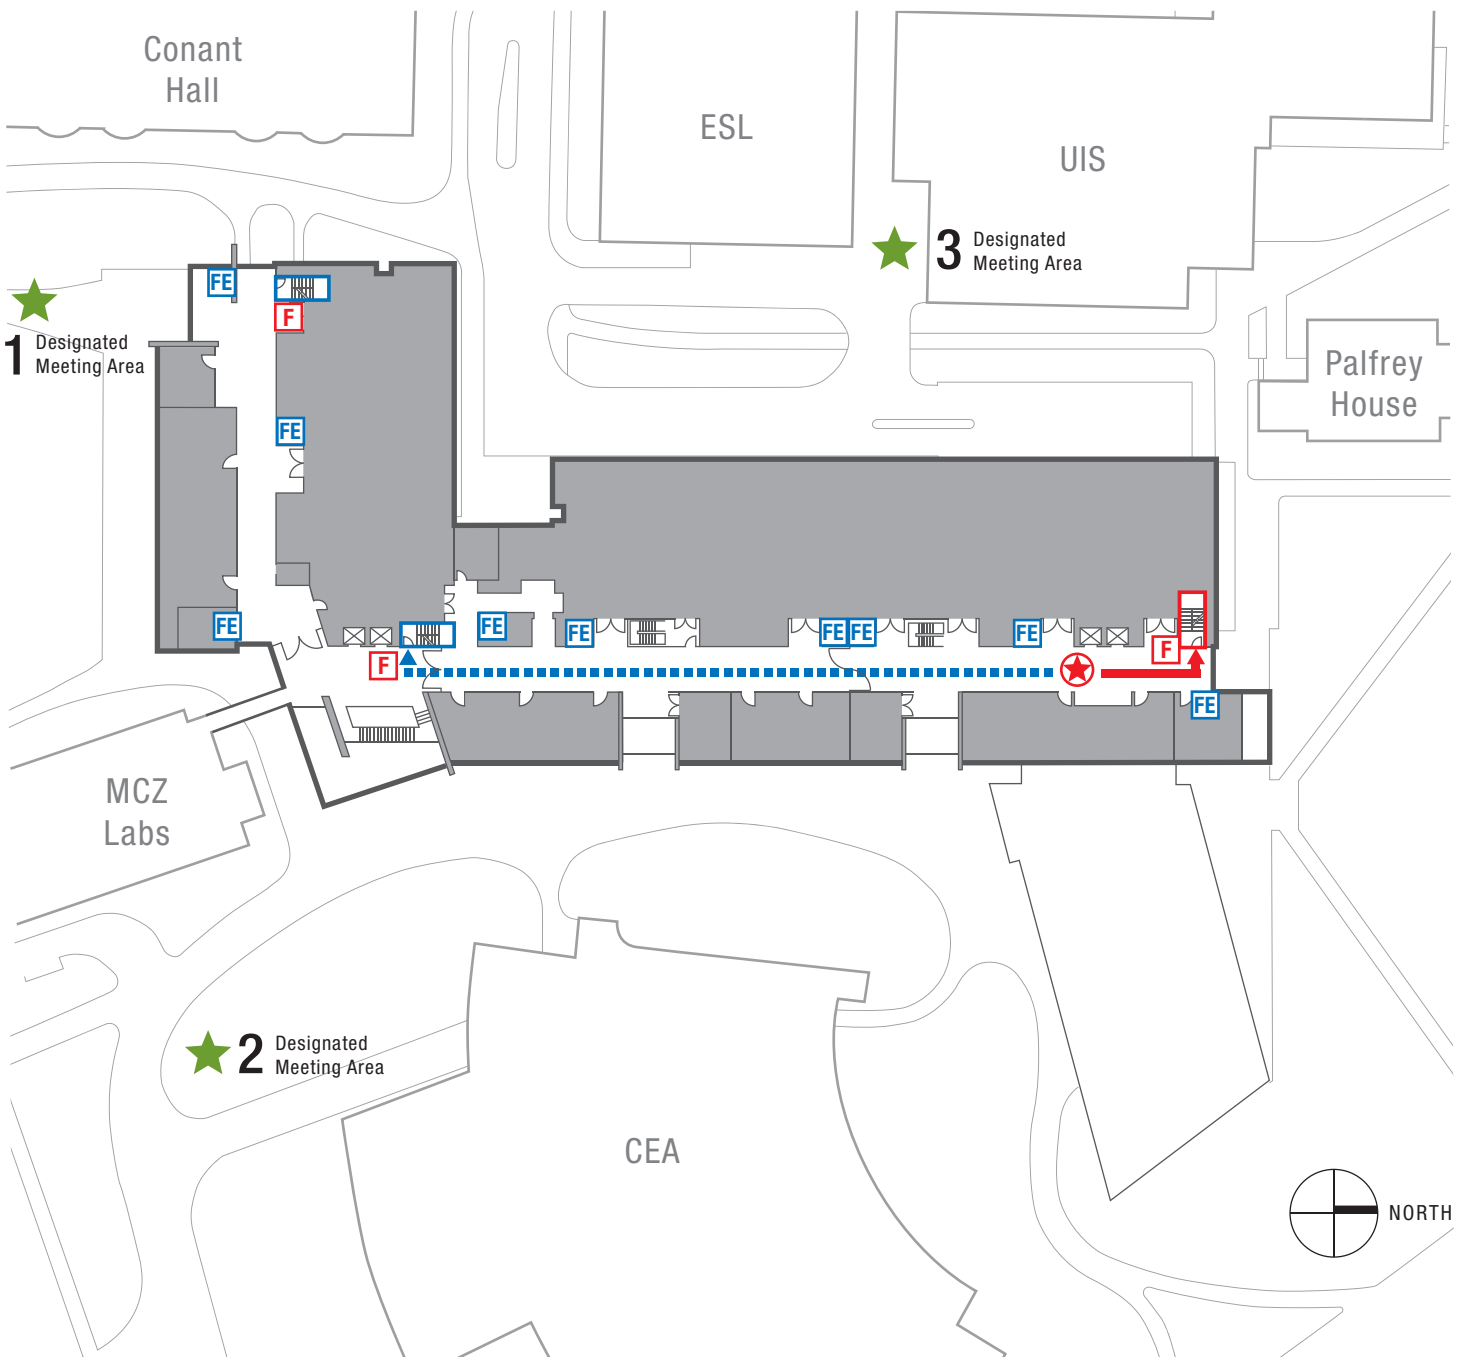 Conant
Hall
ESL
UIS
3 Designated
Meeting Area
FE
F
1 Designated
Meeting Area
Palfrey
House
FE
FE
F
FE
FE
FE
FE
FE
F
FE
MCZ
Labs
2 Designated
Meeting Area
CEA
NORTH